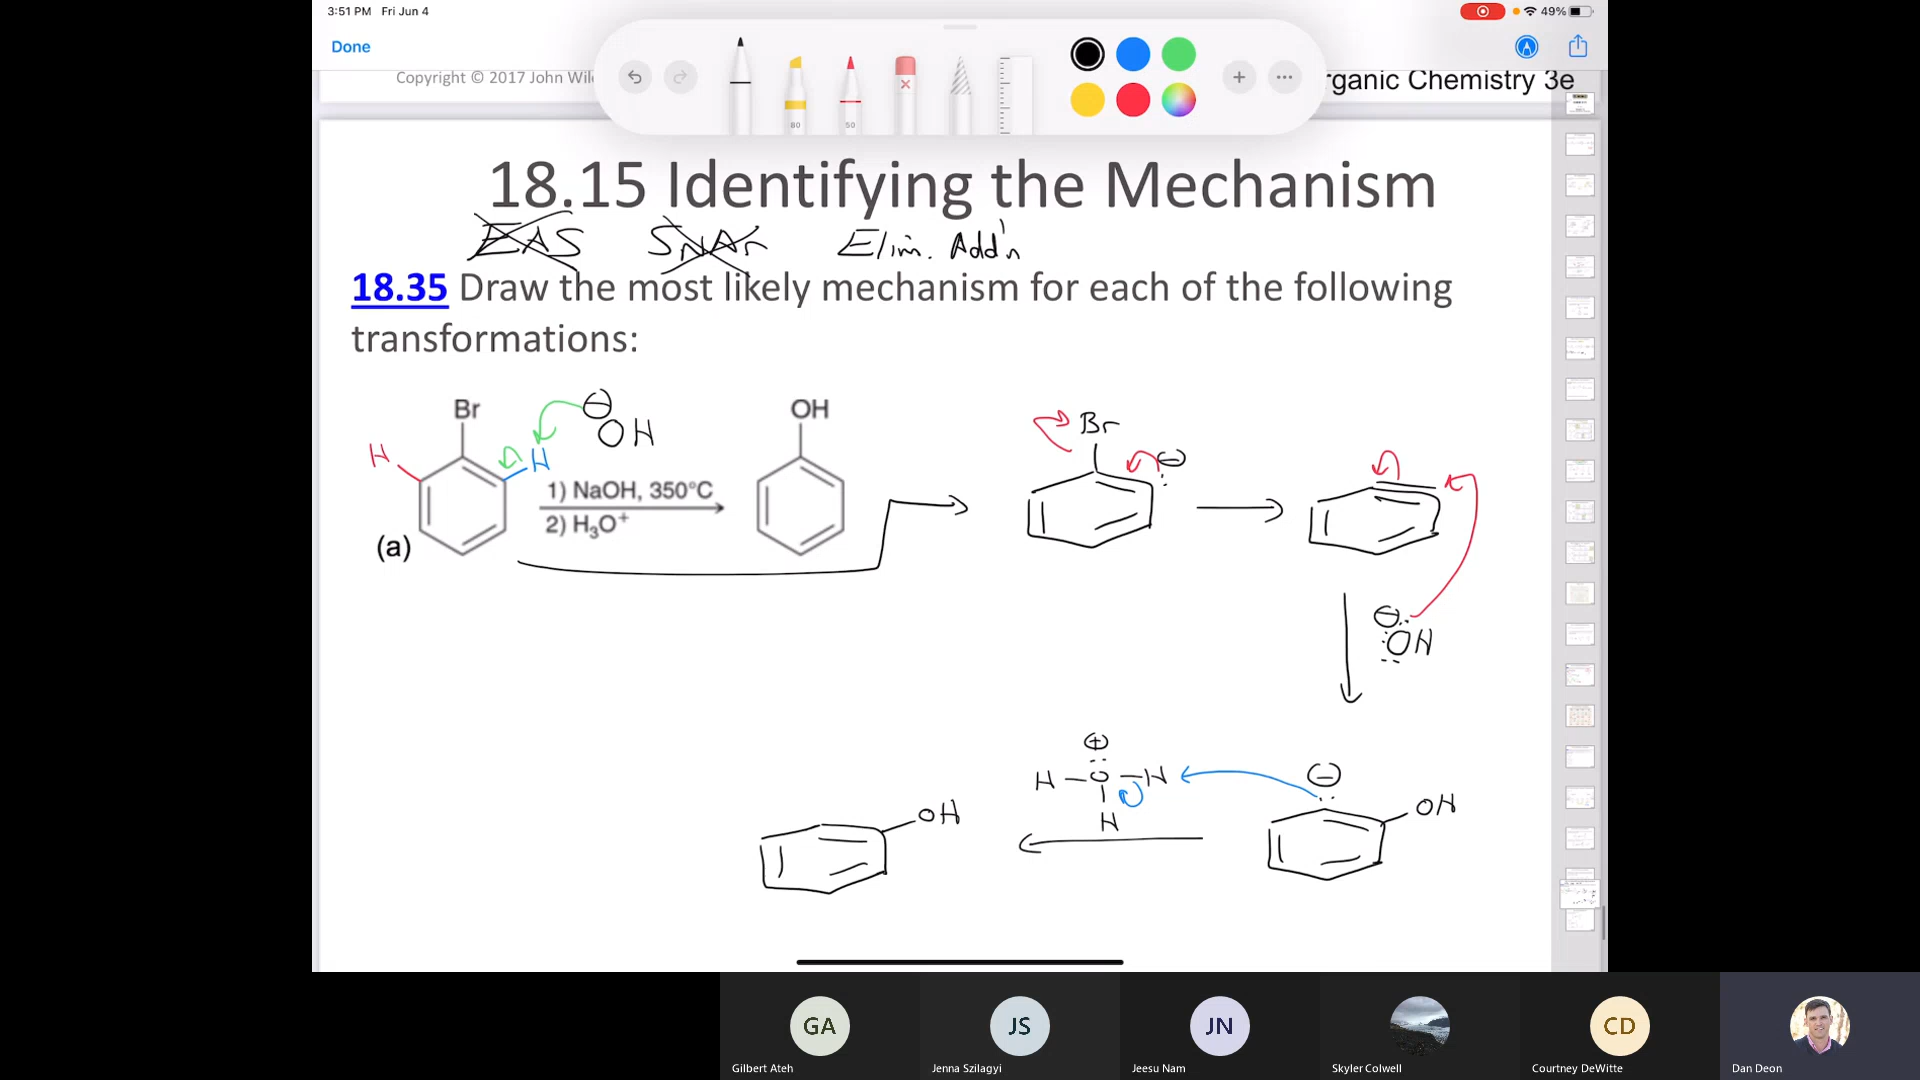 3:51 PM Fri Jun 4
49%
Done
Copyright © 2017 John Wil
rganic Chemistry 3e
80
50
18.15 Identifying the Mechanism
EAS SNAr Elim. Add'n
18.35 Draw the most likely mechanism for each of the following
transformations:
Br
H
H
⊖
OH
1) NaOH, 350°C
2) H₃O⁺
(a)
OH
Br
⊖
⊖
OH
⊕
H–O–H
H
⊖
OH
OH
GA
JS
JN
CD
Gilbert Ateh
Jenna Szilagyi
Jeesu Nam
Skyler Colwell
Courtney DeWitte
Dan Deon